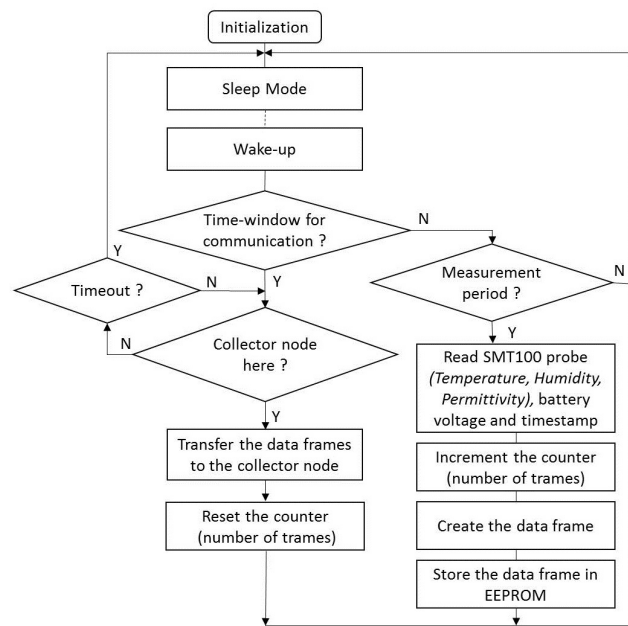 Initialization
Sleep Mode
Wake-up
Time-window for
communication ?
N
Y
Measurement
period ?
N
Y
Timeout ?
Y
N
Collector node
here ?
N
Y
Read SMT100 probe
(Temperature, Humidity,
Permittivity), battery
voltage and timestamp
Transfer the data frames
to the collector node
Increment the counter
(number of trames)
Reset the counter
(number of trames)
Create the data frame
Store the data frame in
EEPROM